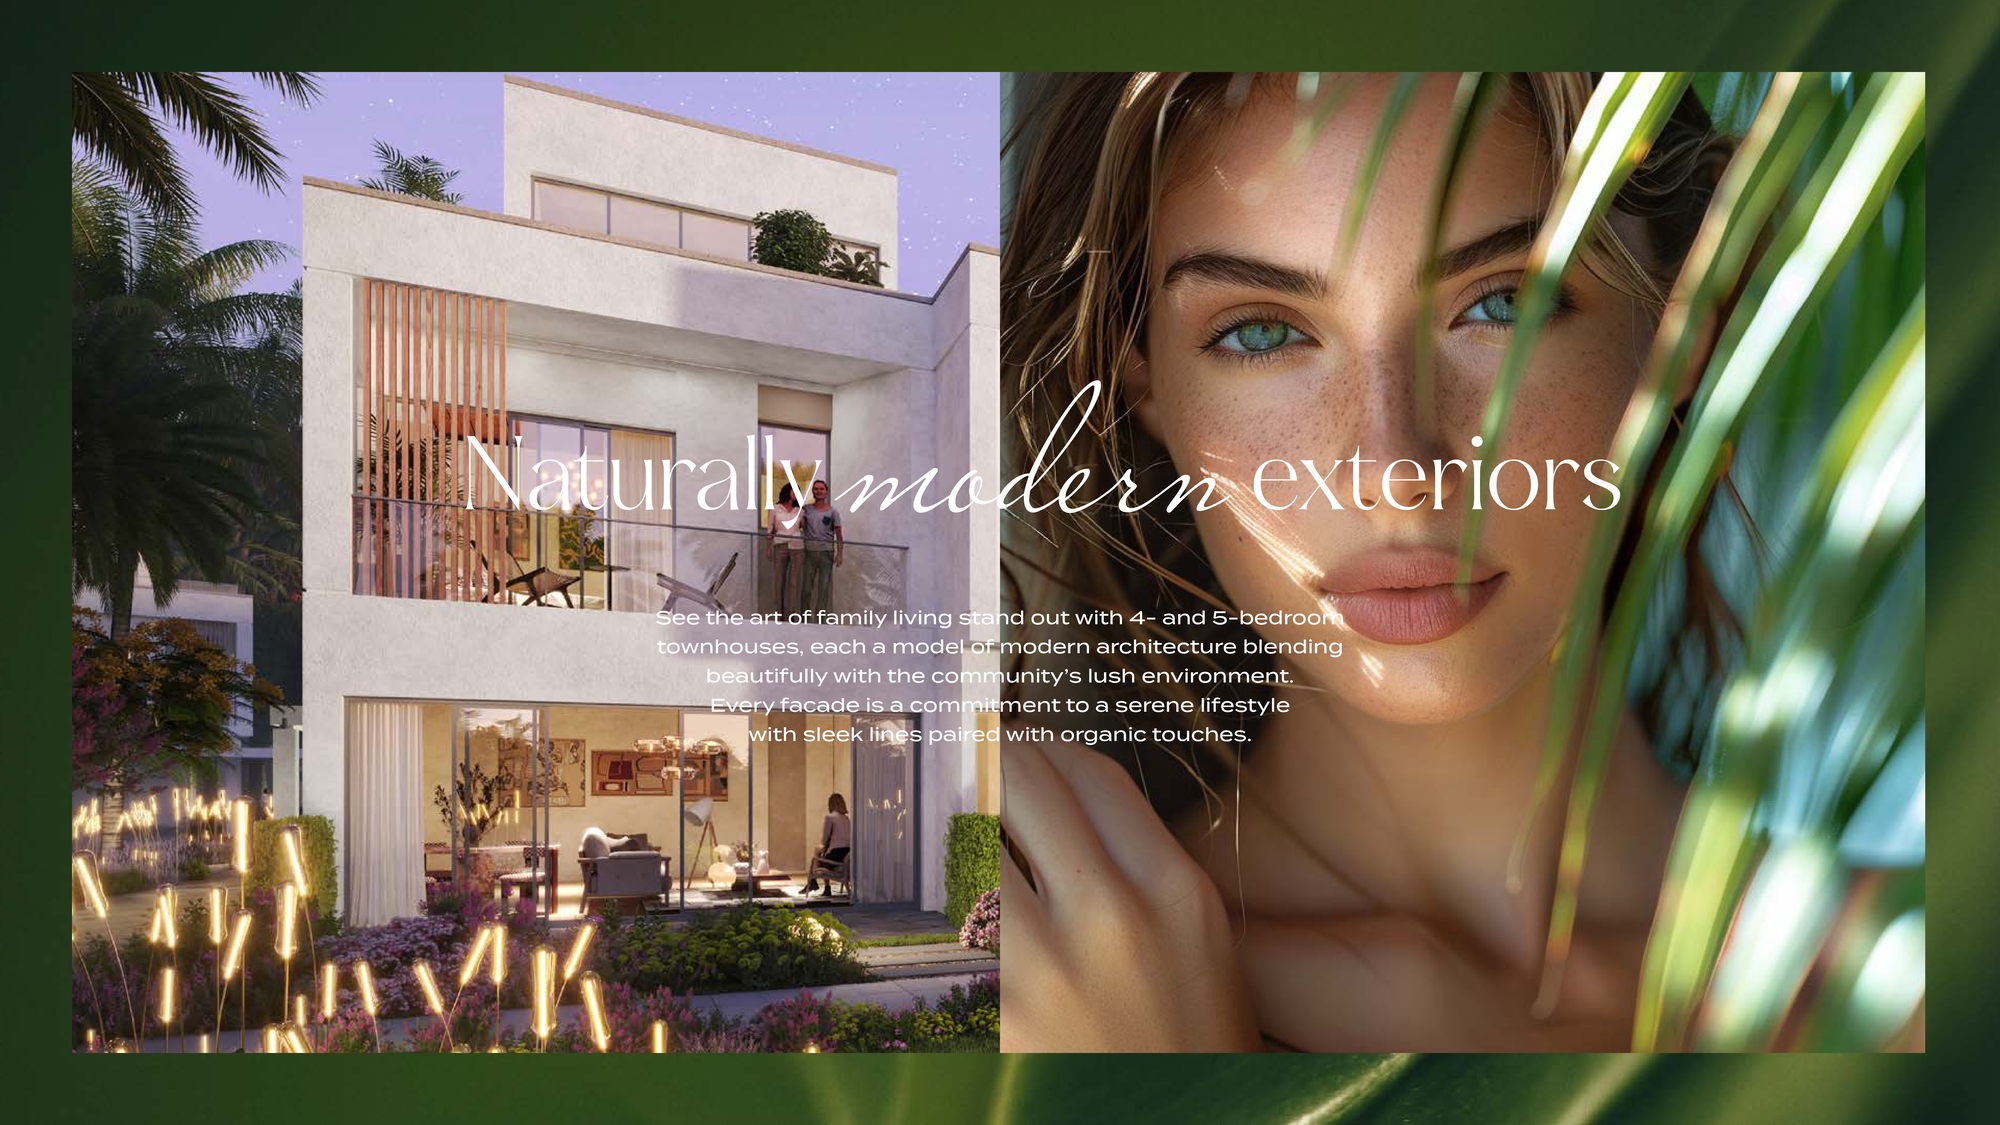 Naturally modern exteriors
See the art of family living stand out with 4- and 5-bedroom
townhouses, each a model of modern architecture blending
beautifully with the community's lush environment.
Every facade is a commitment to a serene lifestyle
with sleek lines paired with organic touches.